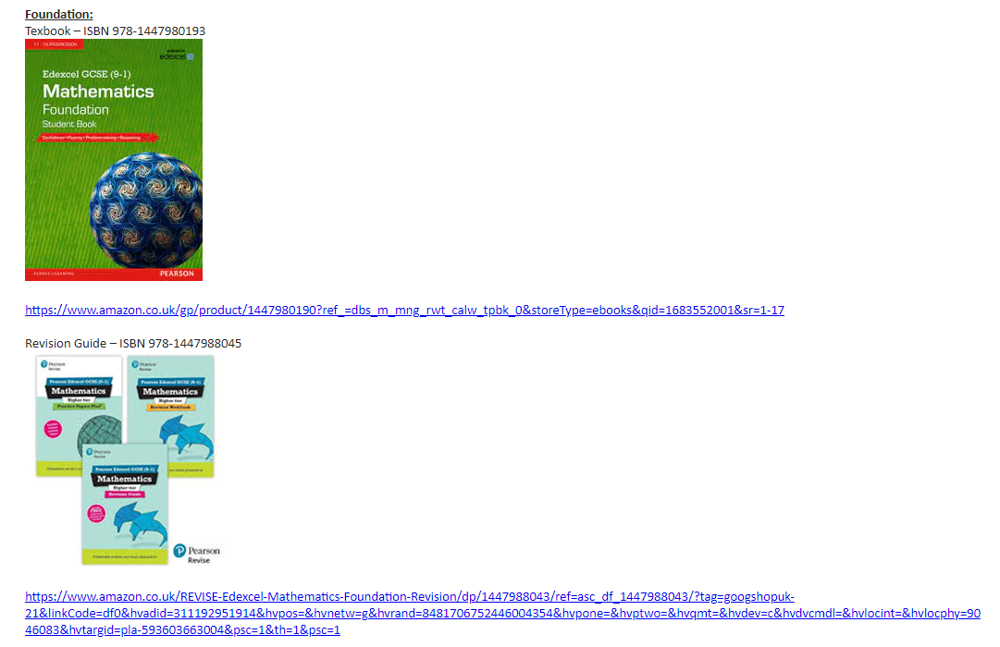 Foundation:
Texbook – ISBN 978-1447980193
11 - 16 PROGRESSION
edexcel
Edexcel GCSE (9-1)
Mathematics
Foundation
Student Book
Confidence • Fluency • Problem-solving • Reasoning
ALWAYS LEARNING
PEARSON
https://www.amazon.co.uk/gp/product/1447980190?ref_=dbs_m_mng_rwt_calw_tpbk_0&storeType=ebooks&qid=1683552001&sr=1-17
Revision Guide – ISBN 978-1447988045
Pearson
Revise
Pearson Edexcel GCSE (9-1)
Mathematics
Higher tier
Practice Papers Plus
Pearson
Revise
Pearson Edexcel GCSE (9-1)
Mathematics
Higher tier
Revision Workbook
Pearson
Revise
Pearson Edexcel GCSE (9-1)
Mathematics
Higher tier
Revision Guide
FREE
Pearson
Revise
https://www.amazon.co.uk/REVISE-Edexcel-Mathematics-Foundation-Revision/dp/1447988043/ref=asc_df_1447988043/?tag=googshopuk-
21&linkCode=df0&hvadid=311192951914&hvpos=&hvnetw=g&hvrand=8481706752446004354&hvpone=&hvptwo=&hvqmt=&hvdev=c&hvdvcmdl=&hvlocint=&hvlocphy=90
46083&hvtargid=pla-593603663004&psc=1&th=1&psc=1